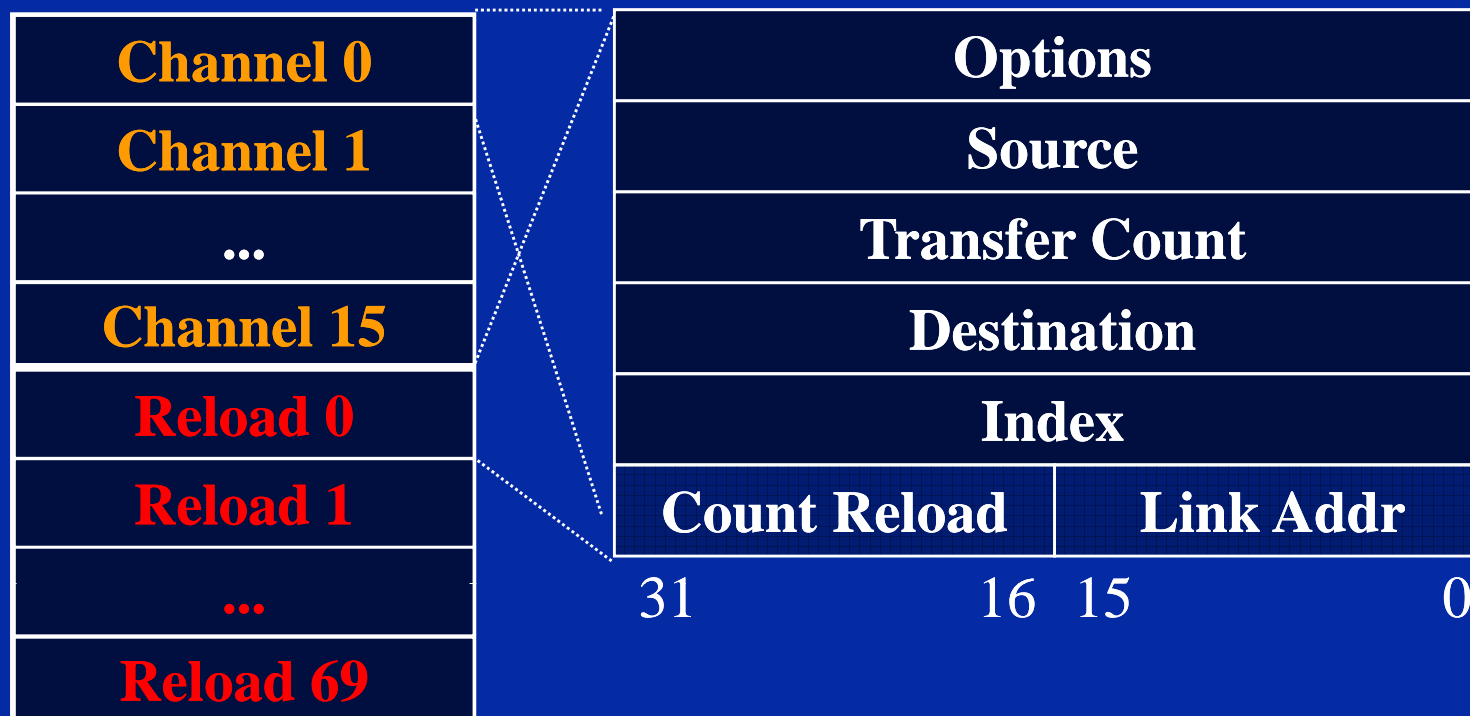 Channel 0
Channel 1
...
Channel 15
Reload 0
Reload 1
...
Reload 69
Options
Source
Transfer Count
Destination
Index
Count Reload Link Addr
31 16 15 0